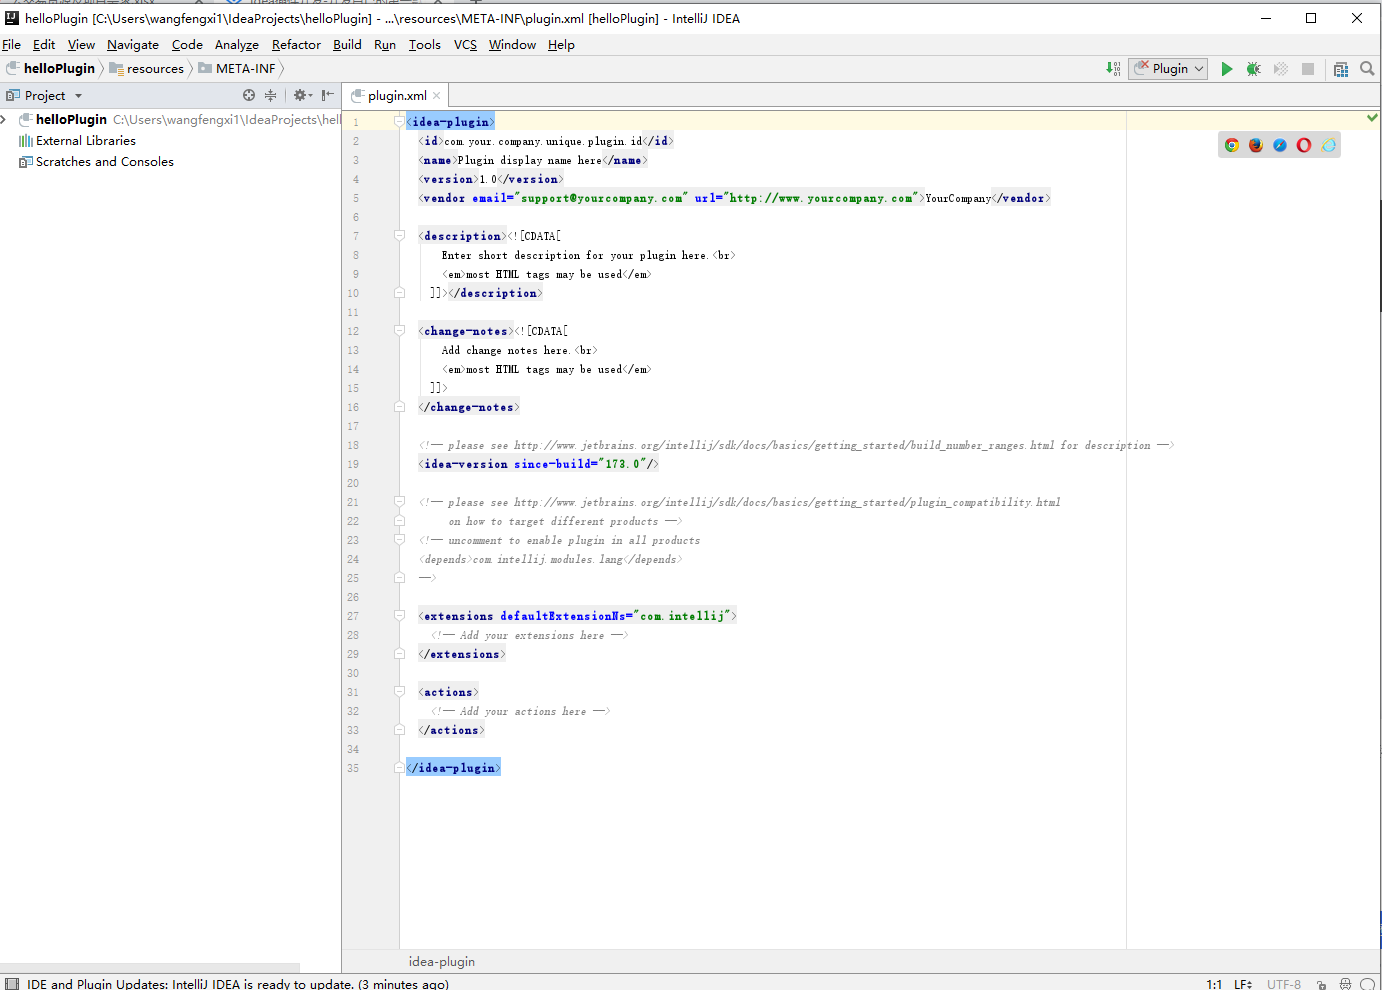 helloPlugin [C:\Users\wangfengxi1\IdeaProjects\helloPlugin] - ...\resources\META-INF\plugin.xml [helloPlugin] - IntelliJ IDEA
File Edit View Navigate Code Analyze Refactor Build Run Tools VCS Window Help
helloPlugin resources META-INF Plugin
Project plugin.xml
helloPlugin C:\Users\wangfengxi1\IdeaProjects\hell
External Libraries
Scratches and Consoles
1 <idea-plugin>
2 <id>com.your.company.unique.plugin.id</id>
3 <name>Plugin display name here</name>
4 <version>1.0</version>
5 <vendor email="support@yourcompany.com" url="http://www.yourcompany.com">YourCompany</vendor>
6
7 <description><![CDATA[
8 Enter short description for your plugin here.<br>
9 <em>most HTML tags may be used</em>
10 ]]></description>
11
12 <change-notes><![CDATA[
13 Add change notes here.<br>
14 <em>most HTML tags may be used</em>
15 ]]>
16 </change-notes>
17
18 <!-- please see http://www.jetbrains.org/intellij/sdk/docs/basics/getting_started/build_number_ranges.html for description -->
19 <idea-version since-build="173.0"/>
20
21 <!-- please see http://www.jetbrains.org/intellij/sdk/docs/basics/getting_started/plugin_compatibility.html
22 on how to target different products -->
23 <!-- uncomment to enable plugin in all products
24 <depends>com.intellij.modules.lang</depends>
25 -->
26
27 <extensions defaultExtensionNs="com.intellij">
28 <!-- Add your extensions here -->
29 </extensions>
30
31 <actions>
32 <!-- Add your actions here -->
33 </actions>
34
35 </idea-plugin>
idea-plugin
IDE and Plugin Updates: IntelliJ IDEA is ready to update. (3 minutes ago) 1:1 LF UTF-8